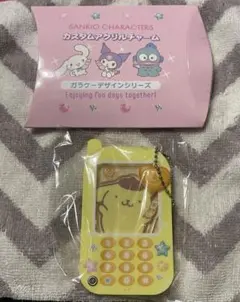 SANRIO CHARACTERS
カスタムアクリルチャーム
ガラケーデザインシリーズ
Enjoying fun days together!